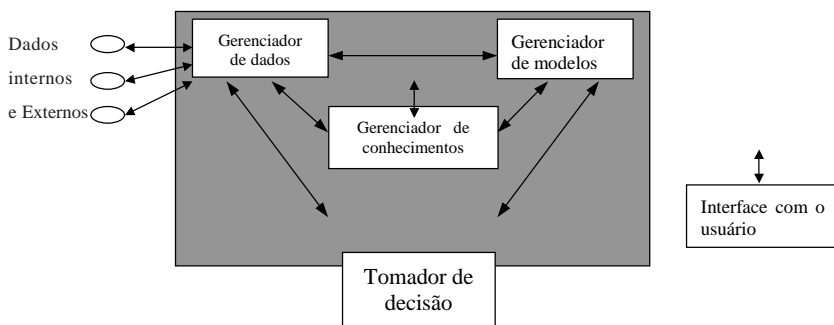 Dados
internos
e Externos
Gerenciador
de dados
Gerenciador
de modelos
Gerenciador de
conhecimentos
Interface com o
usuário
Tomador de
decisão